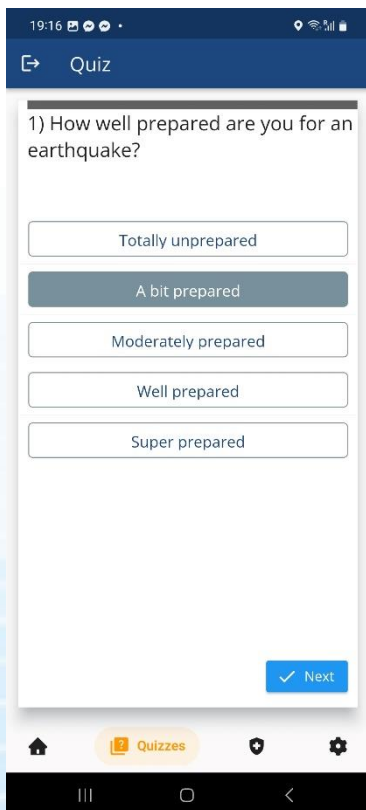 19:16
Quiz
1) How well prepared are you for an
earthquake?
Totally unprepared
A bit prepared
Moderately prepared
Well prepared
Super prepared
Next
Quizzes